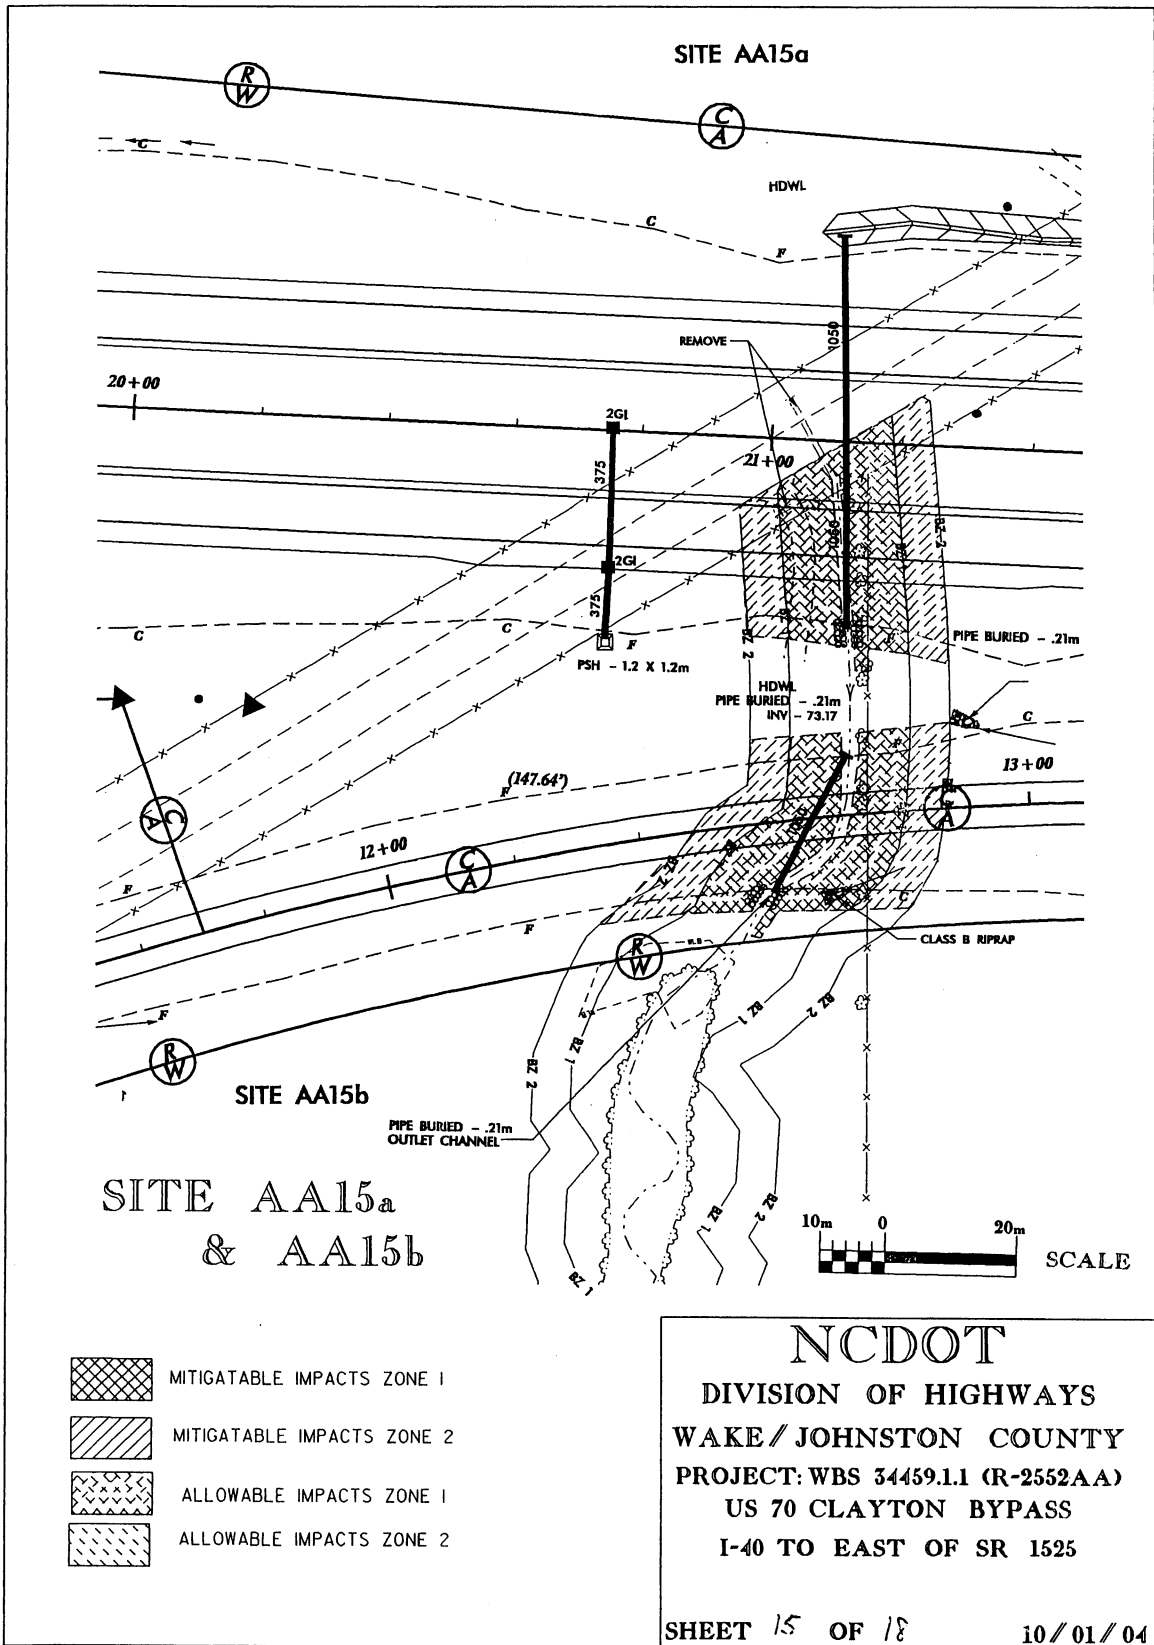 SITE AA15a
R
W
C
A
C
HDWL
C
F
1050
REMOVE
20+00
2GI
21+00
375
1050
BZ 2
2GI
375
C
C
F
F
BZ 2
PIPE BURIED - .21m
PSH - 1.2 X 1.2m
HDWL
PIPE BURIED - .21m
INV - 73.17
C
F
13+00
(147.64')
F
C
A
1050
A
12+00
C
A
BZ 2
F
C
F
CLASS B RIPRAP
R
W
F
BZ 1
BZ 2
R
W
BZ 1
BZ 2
SITE AA15b
PIPE BURIED - .21m
OUTLET CHANNEL
SITE AA15a
& AA15b
BZ 1
BZ 2
BZ 1
10m 0 20m
SCALE
MITIGATABLE IMPACTS ZONE 1
MITIGATABLE IMPACTS ZONE 2
ALLOWABLE IMPACTS ZONE 1
ALLOWABLE IMPACTS ZONE 2
NCDOT
DIVISION OF HIGHWAYS
WAKE/JOHNSTON COUNTY
PROJECT: WBS 34459.1.1 (R-2552AA)
US 70 CLAYTON BYPASS
I-40 TO EAST OF SR 1525
SHEET 15 OF 18 10/01/04